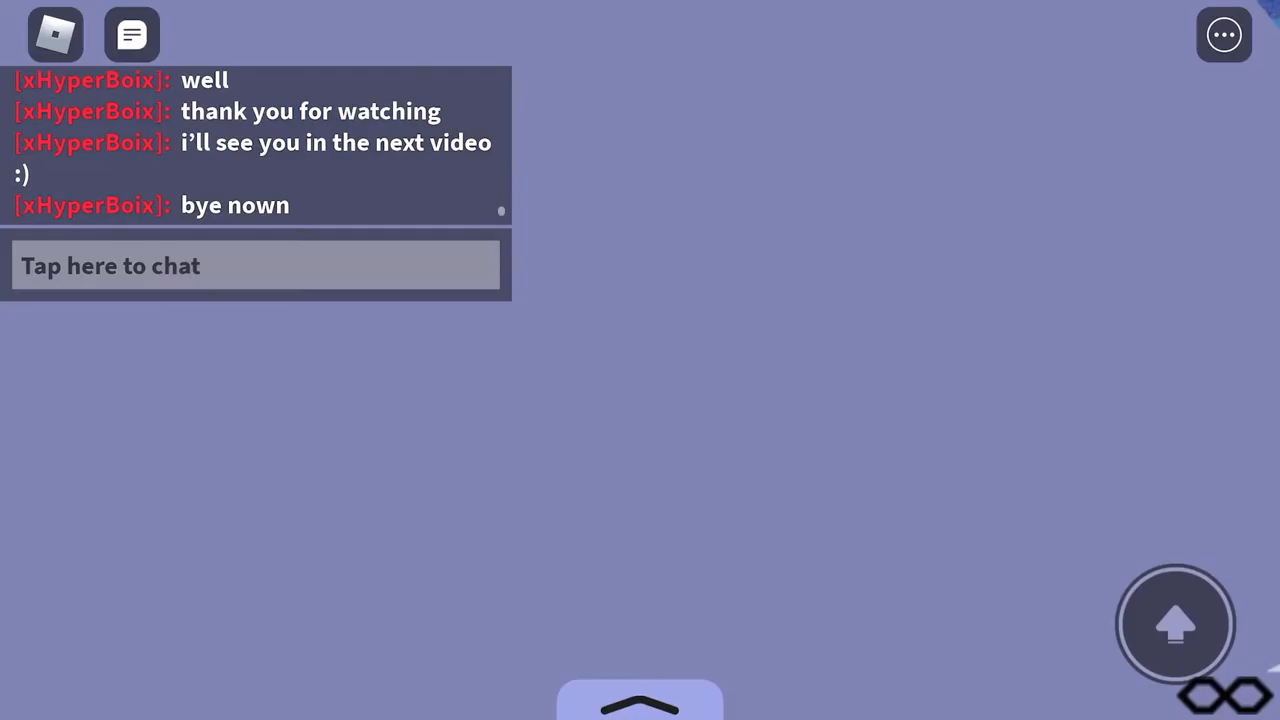 [xHyperBoix]: well
[xHyperBoix]: thank you for watching
[xHyperBoix]: i’ll see you in the next video
:)
[xHyperBoix]: bye nown
Tap here to chat